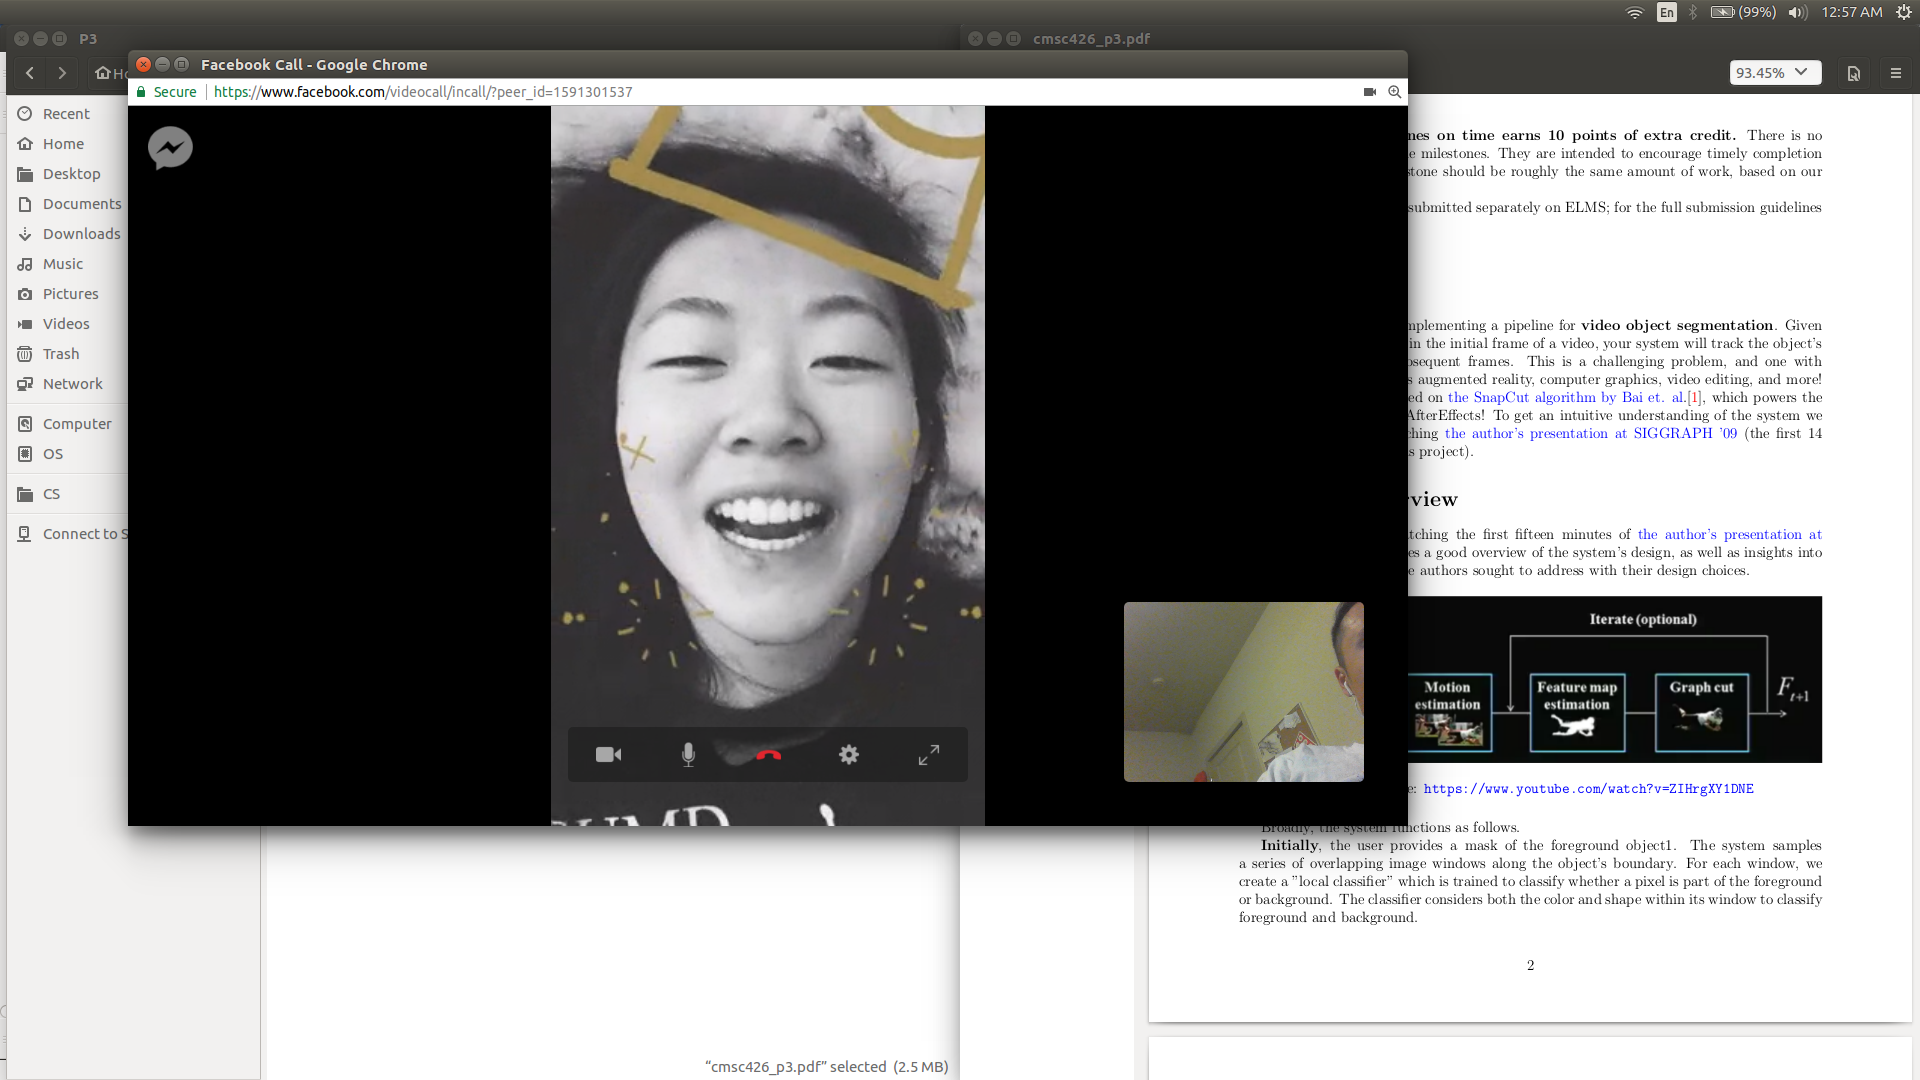 En
(99%)
12:57 AM
P3
cmsc426_p3.pdf
93.45%
Recent
Home
Desktop
Documents
Downloads
Music
Pictures
Videos
Trash
Network
Computer
OS
CS
Connect to S
Facebook Call - Google Chrome
Secure
https://www.facebook.com/videocall/incall/?peer_id=1591301537
on time earns 10 points of extra credit. There is no
milestones. They are intended to encourage timely completion
stone should be roughly the same amount of work, based on our
submitted separately on ELMS; for the full submission guidelines
mplementing a pipeline for video object segmentation. Given
in the initial frame of a video, your system will track the object's
bsequent frames. This is a challenging problem, and one with
s augmented reality, computer graphics, video editing, and more!
ed on the SnapCut algorithm by Bai et. al.[1], which powers the
AfterEffects! To get an intuitive understanding of the system we
ching the author's presentation at SIGGRAPH '09 (the first 14
s project).
rview
tching the first fifteen minutes of the author's presentation at
es a good overview of the system's design, as well as insights into
e authors sought to address with their design choices.
Iterate (optional)
Motion estimation
Feature map estimation
Graph cut
Ft+1
e: https://www.youtube.com/watch?v=ZIHrgXY1DNE
Broadly, the system functions as follows.
Initially, the user provides a mask of the foreground object1. The system samples
a series of overlapping image windows along the object's boundary. For each window, we
create a "local classifier" which is trained to classify whether a pixel is part of the foreground
or background. The classifier considers both the color and shape within its window to classify
foreground and background.
2
“cmsc426_p3.pdf” selected (2.5 MB)